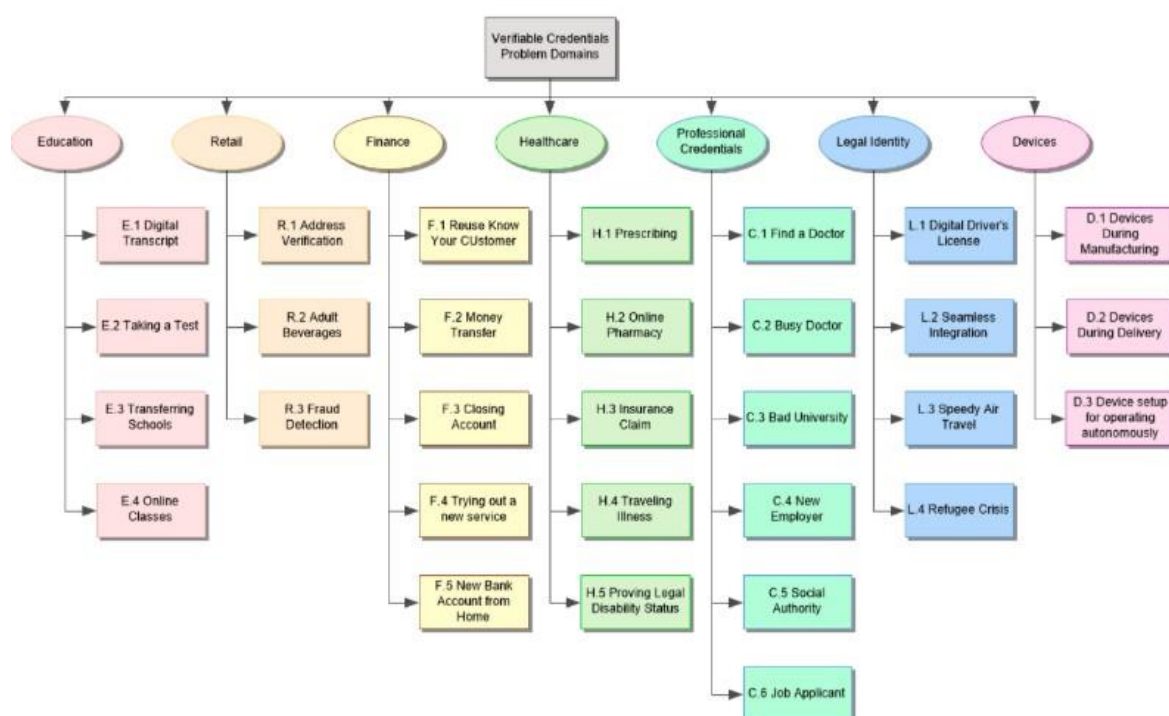 Verifiable Credentials
Problem Domains
Education
Retail
Finance
Healthcare
Professional
Credentials
Legal Identity
Devices
E.1 Digital
Transcript
E.2 Taking a Test
E.3 Transferring
Schools
E.4 Online
Classes
R.1 Address
Verification
R.2 Adult
Beverages
R.3 Fraud
Detection
F.1 Reuse Know
Your CUstomer
F.2 Money
Transfer
F.3 Closing
Account
F.4 Trying out a
new service
F.5 New Bank
Account from
Home
H.1 Prescribing
H.2 Online
Pharmacy
H.3 Insurance
Claim
H.4 Traveling
Illness
H.5 Proving Legal
Disability Status
C.1 Find a Doctor
C.2 Busy Doctor
C.3 Bad University
C.4 New
Employer
C.5 Social
Authority
C.6 Job Applicant
L.1 Digital Driver's
License
L.2 Seamless
Integration
L.3 Speedy Air
Travel
L.4 Refugee Crisis
D.1 Devices
During
Manufacturing
D.2 Devices
During Delivery
D.3 Device setup
for operating
autonomously